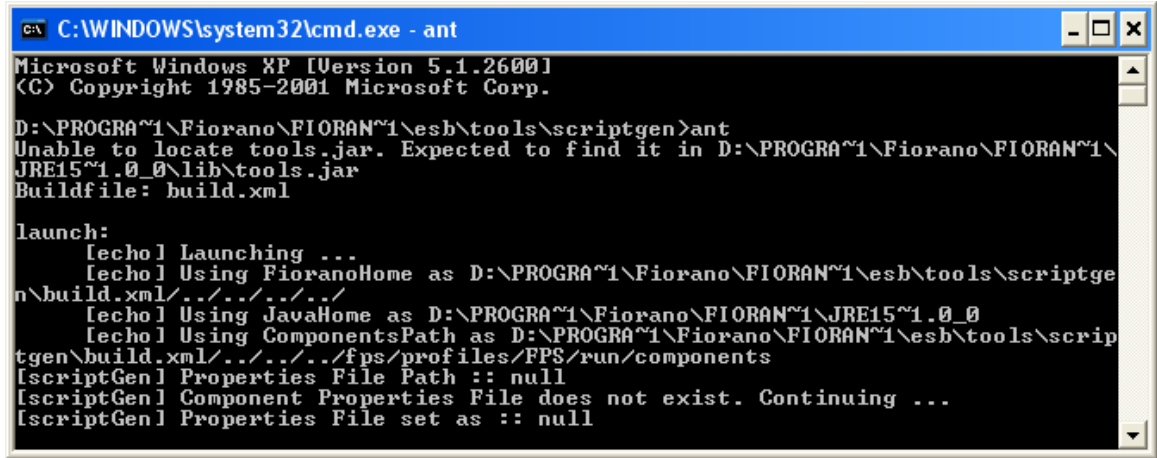 C:\WINDOWS\system32\cmd.exe - ant
Microsoft Windows XP [Version 5.1.2600]
(C) Copyright 1985-2001 Microsoft Corp.
D:\PROGRA~1\Fiorano\FIORAN~1\esb\tools\scriptgen>ant
Unable to locate tools.jar. Expected to find it in D:\PROGRA~1\Fiorano\FIORAN~1\
JRE15~1.0_0\lib\tools.jar
Buildfile: build.xml
launch:
[echo] Launching ...
[echo] Using FioranoHome as D:\PROGRA~1\Fiorano\FIORAN~1\esb\tools\scriptge
n\build.xml/../../../../
[echo] Using JavaHome as D:\PROGRA~1\Fiorano\FIORAN~1\JRE15~1.0_0
[echo] Using ComponentsPath as D:\PROGRA~1\Fiorano\FIORAN~1\esb\tools\scrip
tgen\build.xml/../../../fps/profiles/FPS/run/components
[scriptGen] Properties File Path :: null
[scriptGen] Component Properties File does not exist. Continuing ...
[scriptGen] Properties File set as :: null